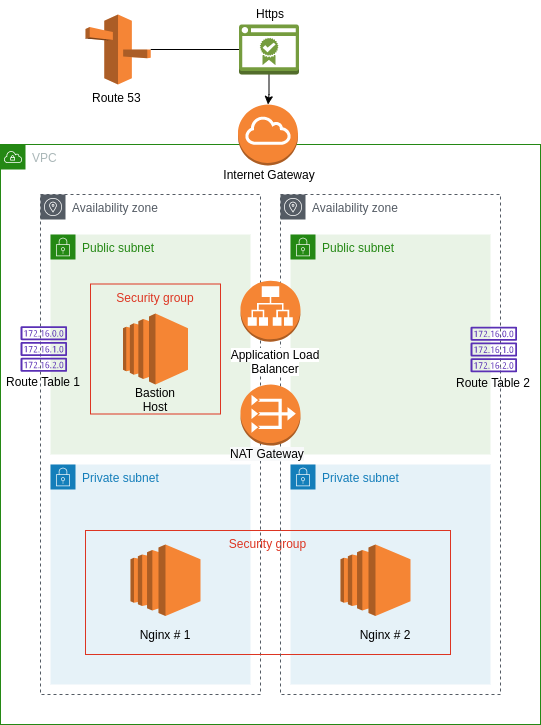 Https
Route 53
Internet Gateway
VPC
Availability zone
Availability zone
Public subnet
Public subnet
Security group
172.16.0.0
172.16.1.0
172.16.2.0
Route Table 1
Bastion
Host
Application Load
Balancer
172.16.0.0
172.16.1.0
172.16.2.0
Route Table 2
NAT Gateway
Private subnet
Private subnet
Security group
Nginx # 1
Nginx # 2